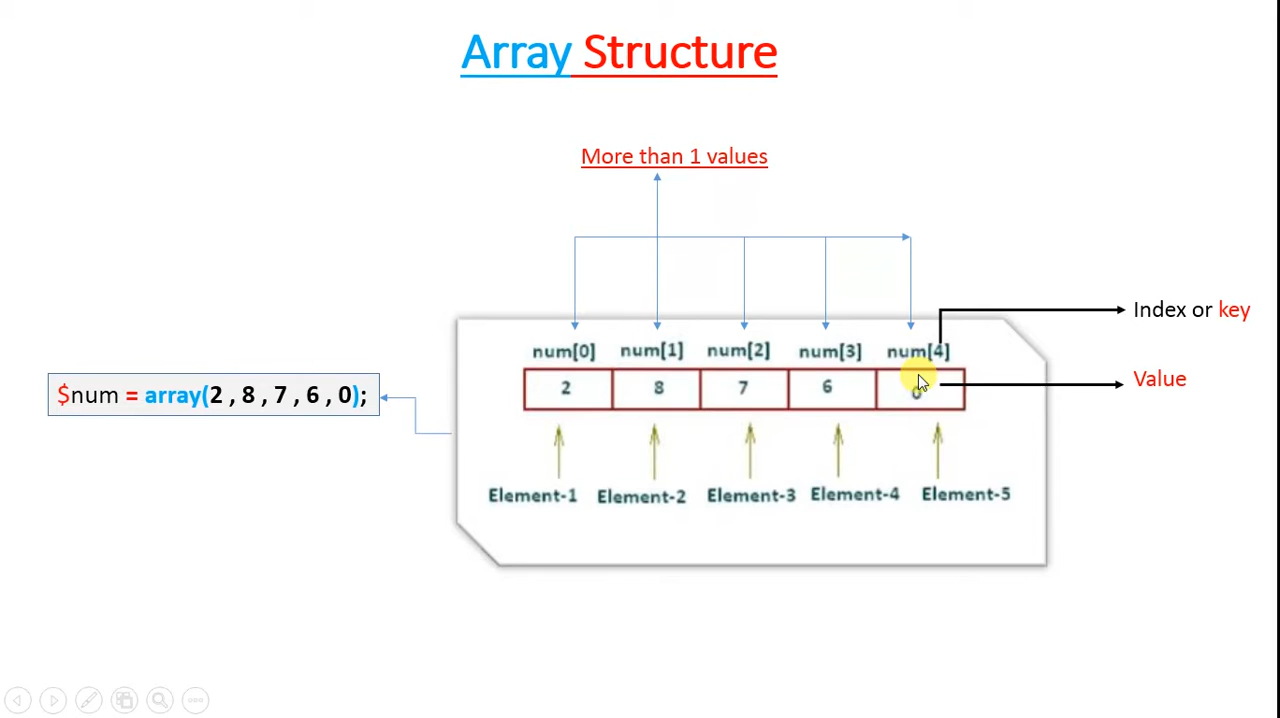 Array Structure
More than 1 values
Index or key
num[0] num[1] num[2] num[3] num[4]
Value
$num = array(2 , 8 , 7 , 6 , 0);
2 8 7 6 0
Element-1 Element-2 Element-3 Element-4 Element-5